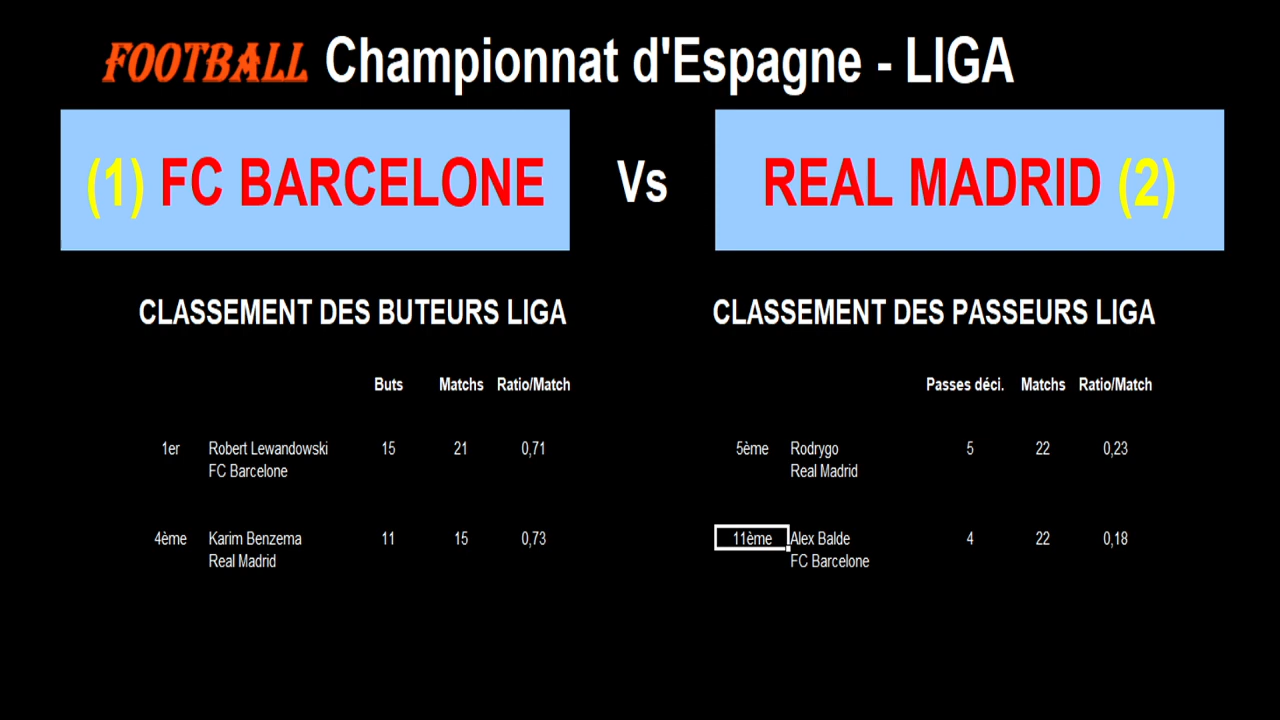 FOOTBALL Championnat d'Espagne - LIGA
(1) FC BARCELONE Vs REAL MADRID (2)
CLASSEMENT DES BUTEURS LIGA
Buts Matchs Ratio/Match
1er Robert Lewandowski 15 21 0,71
FC Barcelone
4ème Karim Benzema 11 15 0,73
Real Madrid
CLASSEMENT DES PASSEURS LIGA
Passes déci. Matchs Ratio/Match
5ème Rodrygo 5 22 0,23
Real Madrid
11ème Alex Balde 4 22 0,18
FC Barcelone